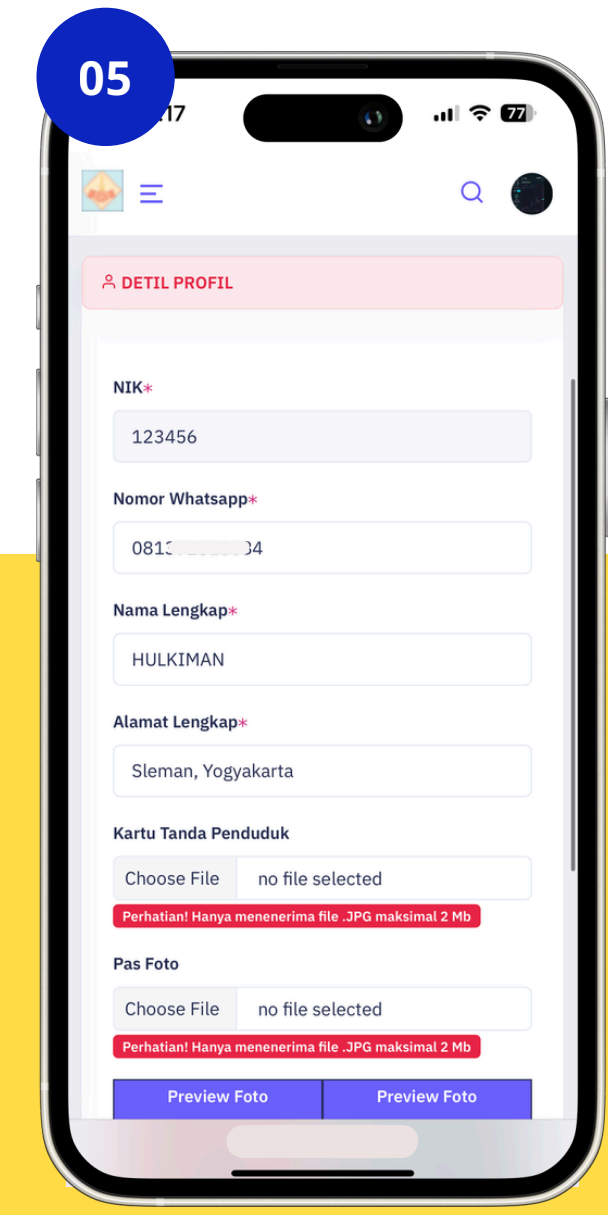 05
17
77
DETIL PROFIL
NIK*
123456
Nomor Whatsapp*
Nama Lengkap*
HULKIMAN
Alamat Lengkap*
Sleman, Yogyakarta
Kartu Tanda Penduduk
Choose File no file selected
Perhatian! Hanya menenerima file .JPG maksimal 2 Mb
Pas Foto
Choose File no file selected
Perhatian! Hanya menenerima file .JPG maksimal 2 Mb
Preview Foto Preview Foto